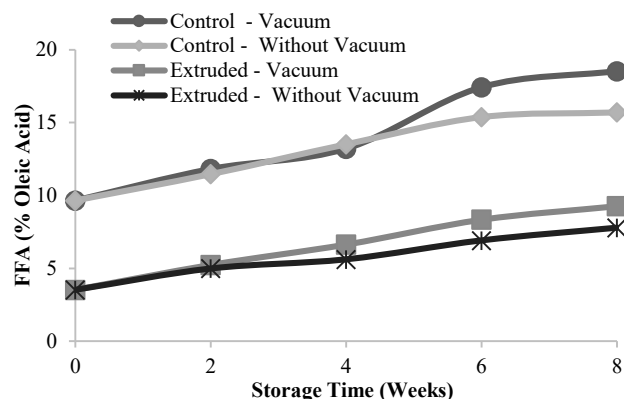 Control - Vacuum
Control - Without Vacuum
Extruded - Vacuum
Extruded - Without Vacuum
20
15
10
5
0
FFA (% Oleic Acid)
0 2 4 6 8
Storage Time (Weeks)